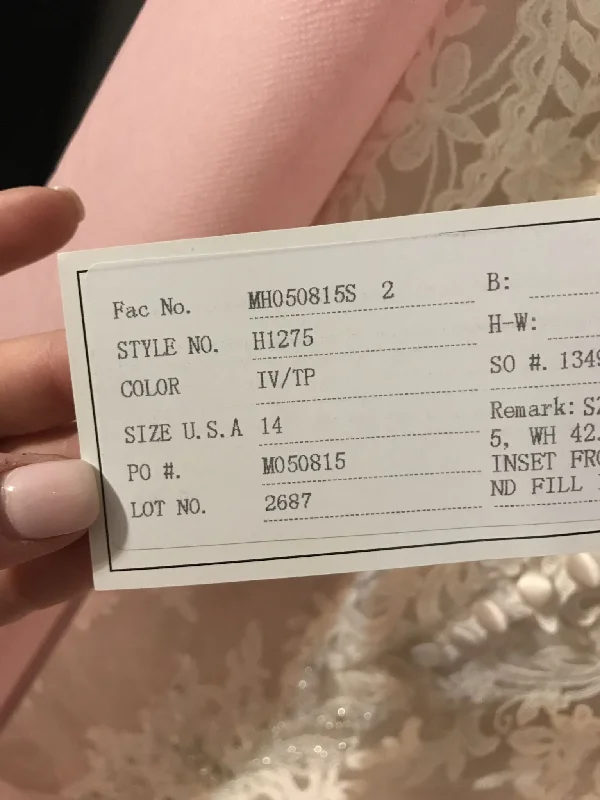 Fac No. MH050815S 2
STYLE NO. H1275
COLOR IV/TP
SIZE U.S.A 14
PO #. M050815
LOT NO. 2687
B:
H-W:
SO #. 1349
Remark:
5, WH 42.
INSET
ND FILL